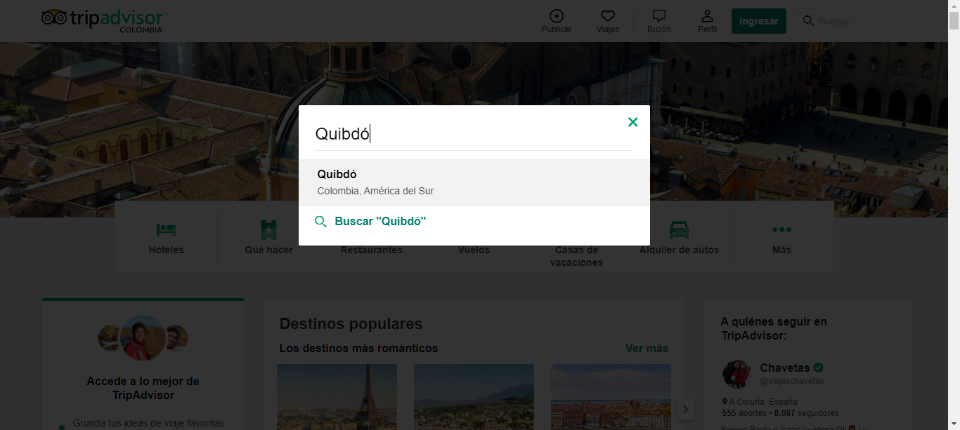 tripadvisor
COLOMBIA
Publicar
Viajes
Buzón
Perfil
Ingresar
Buscar
Quibdó
Quibdó
Colombia, América del Sur
Buscar "Quibdó"
Hoteles
Qué hacer
Restaurantes
Vuelos
Casas de
vacaciones
Alquiler de autos
Más
Accede a lo mejor de
TripAdvisor
Guarda tus ideas de viaje favoritas
Destinos populares
Los destinos más románticos
Ver más
A quiénes seguir en
TripAdvisor:
Chavetas
@viajeschavetas
A Coruña, España
555 aportes • 8.087 seguidores